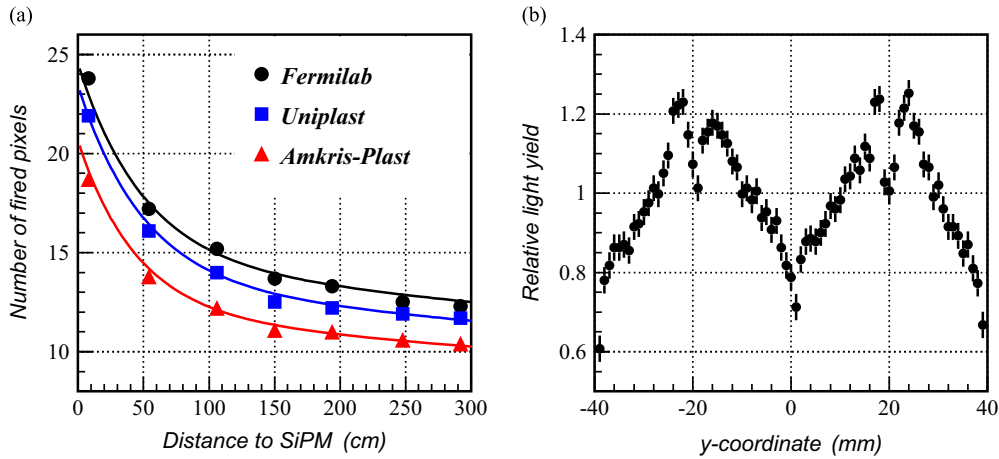 (a)
25
20
15
10
Number of fired pixels
Fermilab
Uniplast
Amkris-Plast
0 50 100 150 200 250 300
Distance to SiPM (cm)
(b)
1.4
1.2
1
0.8
0.6
Relative light yield
-40 -20 0 20 40
y-coordinate (mm)